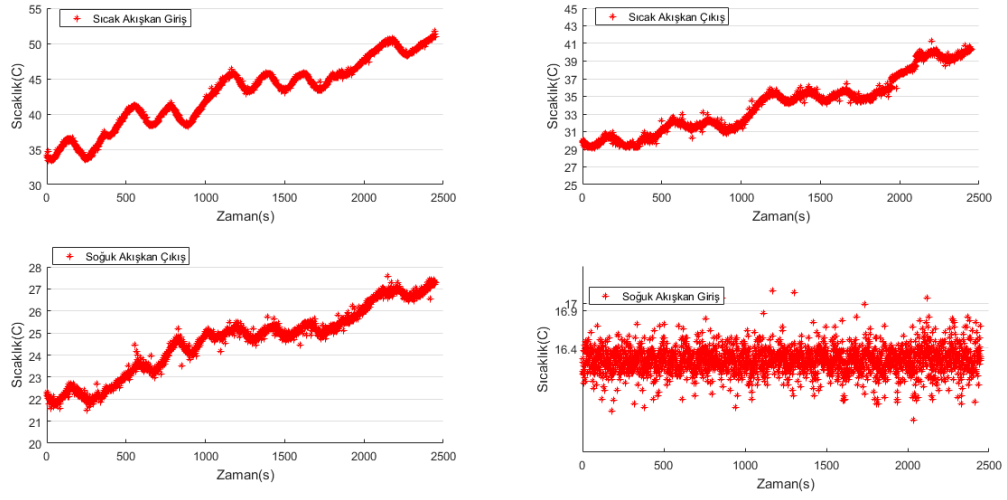 Sıcak Akışkan Giriş
55
50
45
40
35
30
Sıcaklık(C)
0 500 1000 1500 2000 2500
Zaman(s)
Sıcak Akışkan Çıkış
45
43
41
39
37
35
33
31
29
27
25
Sıcaklık(C)
0 500 1000 1500 2000 2500
Zaman(s)
Soğuk Akışkan Çıkış
28
27
26
25
24
23
22
21
20
Sıcaklık(C)
0 500 1000 1500 2000 2500
Zaman(s)
Soğuk Akışkan Giriş
17
16.9
16.4
Sıcaklık(C)
0 500 1000 1500 2000 2500
Zaman(s)